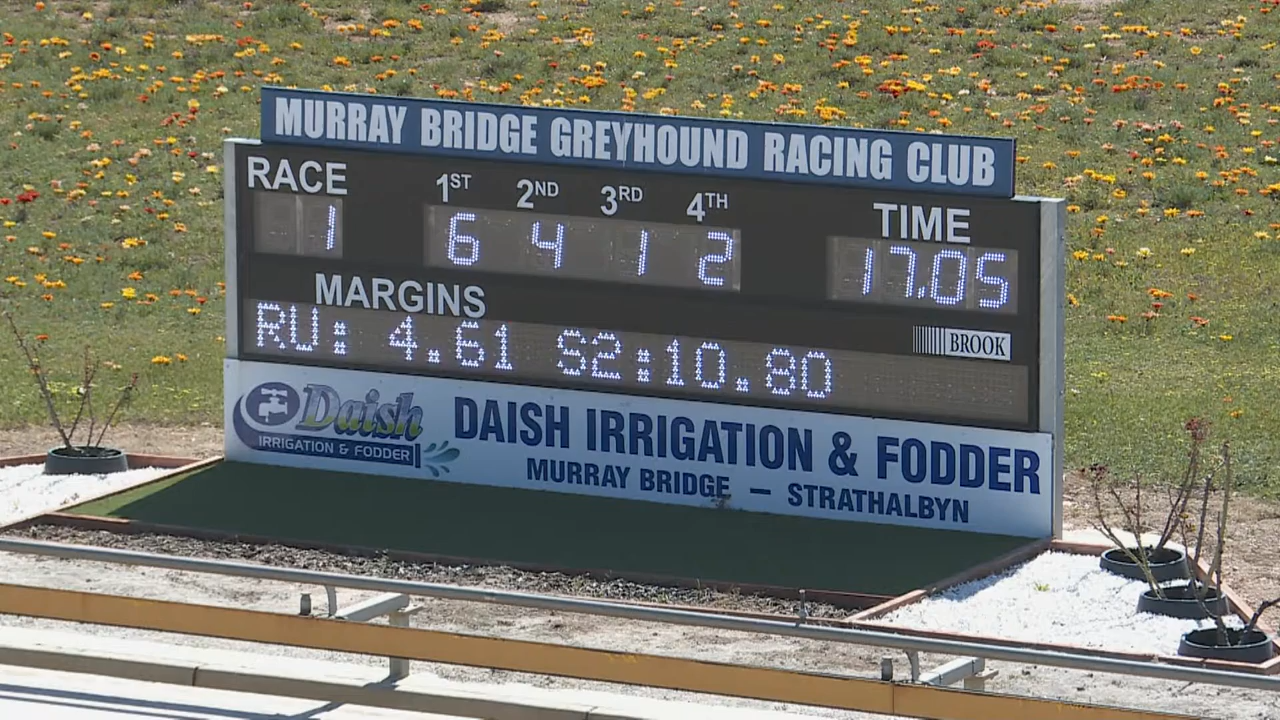 MURRAY BRIDGE GREYHOUND RACING CLUB
RACE 1ST 2ND 3RD 4TH TIME
1 6 4 1 2 17.05
MARGINS
BROOK
RU: 4.61 S2:10.80
Daish
IRRIGATION & FODDER
DAISH IRRIGATION & FODDER
MURRAY BRIDGE – STRATHALBYN